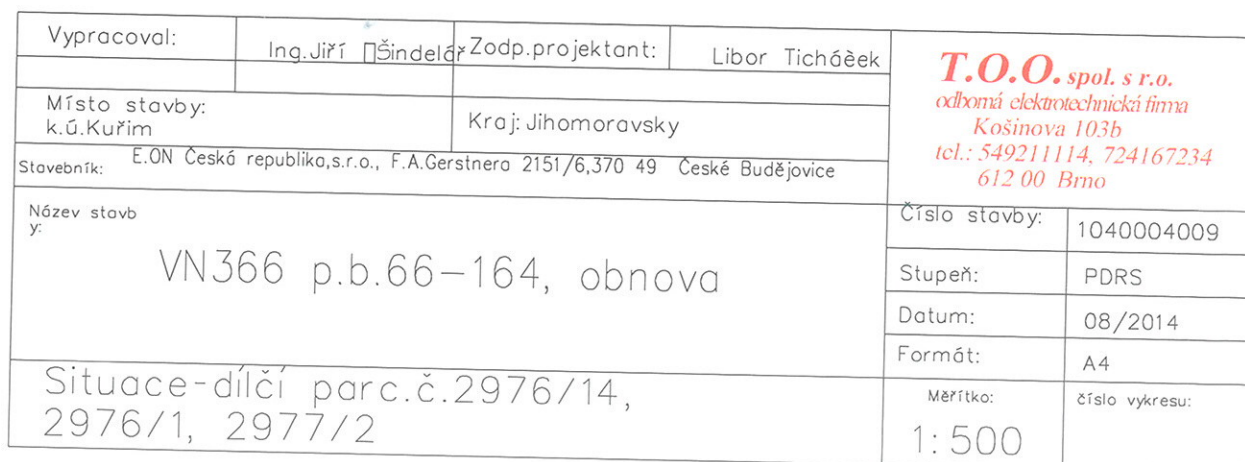 Vypracoval: Ing.Jiří Šindelář Zodp.projektant: Libor Ticháèek
T.O.O. spol. s r.o.
odborná elektrotechnická firma
Košinova 103b
tel.: 549211114, 724167234
612 00 Brno
Místo stavby:
k.ú.Kuřim
Kraj: Jihomoravsky
Stavebník: E.ON Česká republika,s.r.o., F.A.Gerstnera 2151/6,370 49 České Budějovice
Název stavb
y:
VN366 p.b.66-164, obnova
Číslo stavby: 1040004009
Stupeň: PDRS
Datum: 08/2014
Formát: A4
Situace-dílčí parc.č.2976/14,
2976/1, 2977/2
Měřítko:
1:500
číslo vykresu: